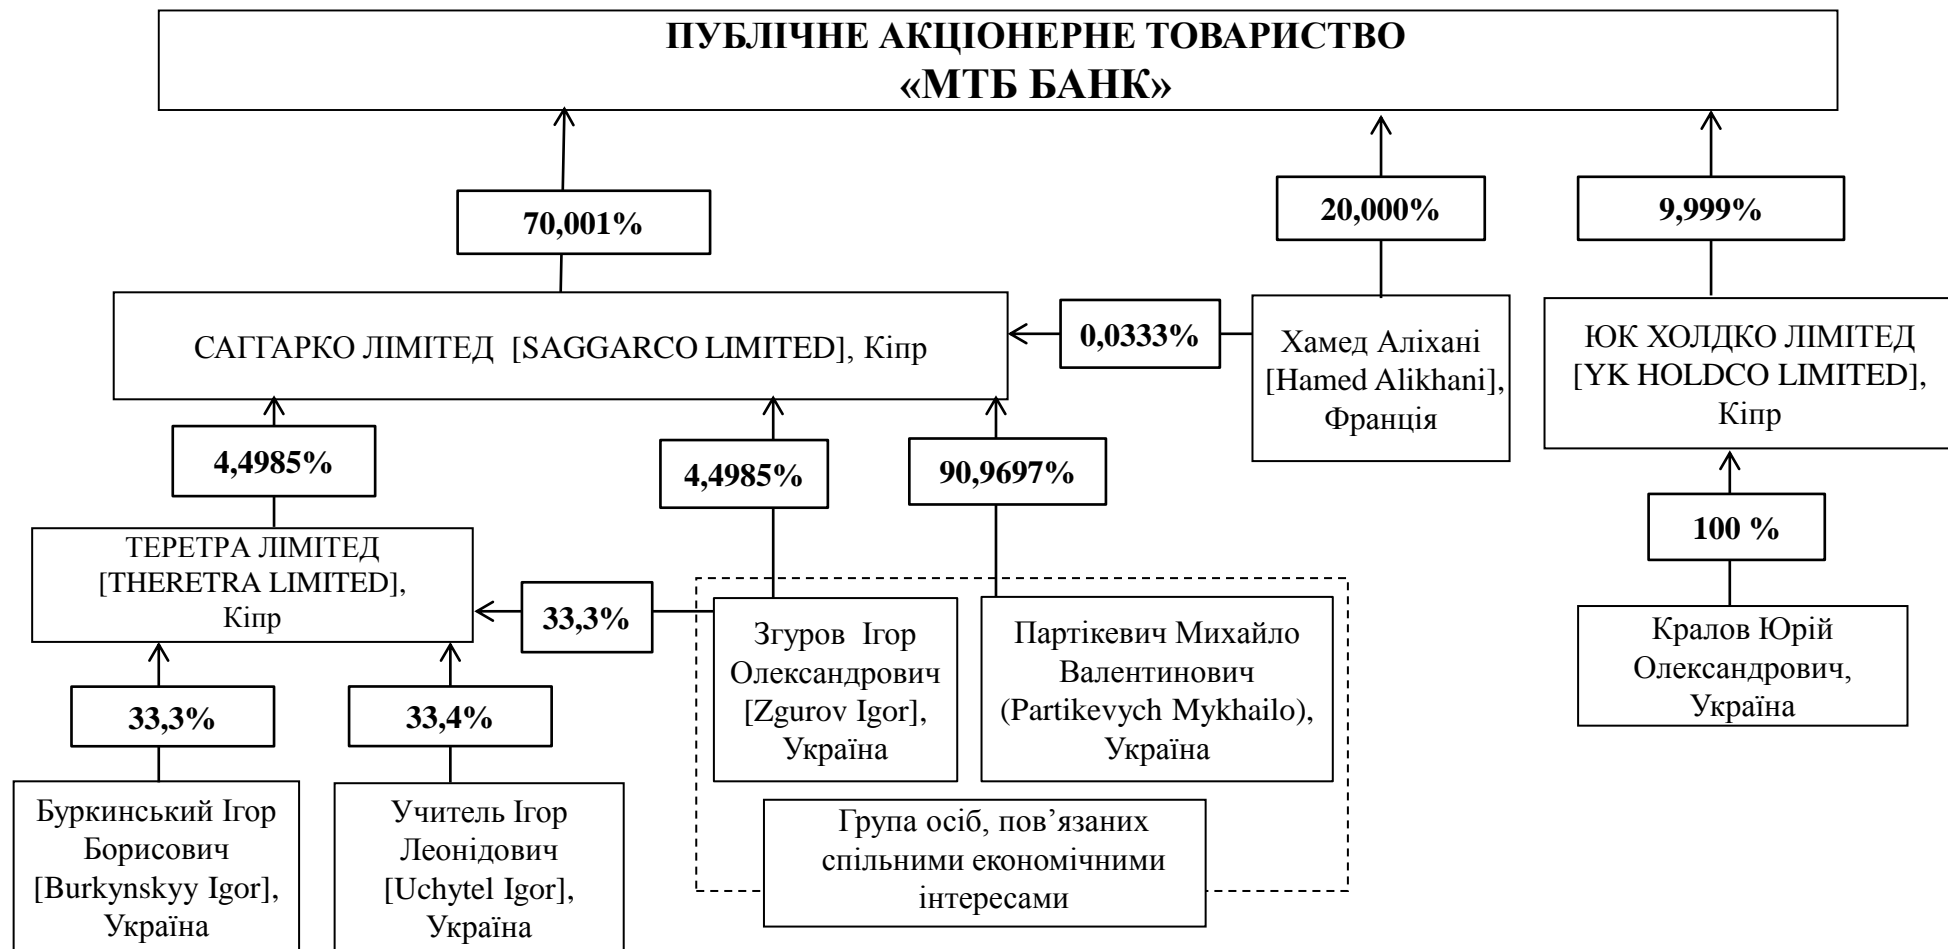 ПУБЛІЧНЕ АКЦІОНЕРНЕ ТОВАРИСТВО
«МТБ БАНК»
70,001%
20,000%
9,999%
САГГАРКО ЛІМІТЕД [SAGGARCO LIMITED], Кіпр
0,0333%
Хамед Аліхані
[Hamed Alikhani],
Франція
ЮК ХОЛДКО ЛІМІТЕД
[YK HOLDCO LIMITED],
Кіпр
4,4985%
4,4985%
90,9697%
100 %
ТЕРЕТРА ЛІМІТЕД
[THERETRA LIMITED],
Кіпр
33,3%
Згуров Ігор
Олександрович
[Zgurov Igor],
Україна
Партікевич Михайло
Валентинович
(Partikevych Mykhailo),
Україна
Кралов Юрій
Олександрович,
Україна
33,3%
33,4%
Буркинський Ігор
Борисович
[Burkynskyy Igor],
Україна
Учитель Ігор
Леонідович
[Uchytel Igor],
Україна
Група осіб, пов’язаних
спільними економічними
інтересами